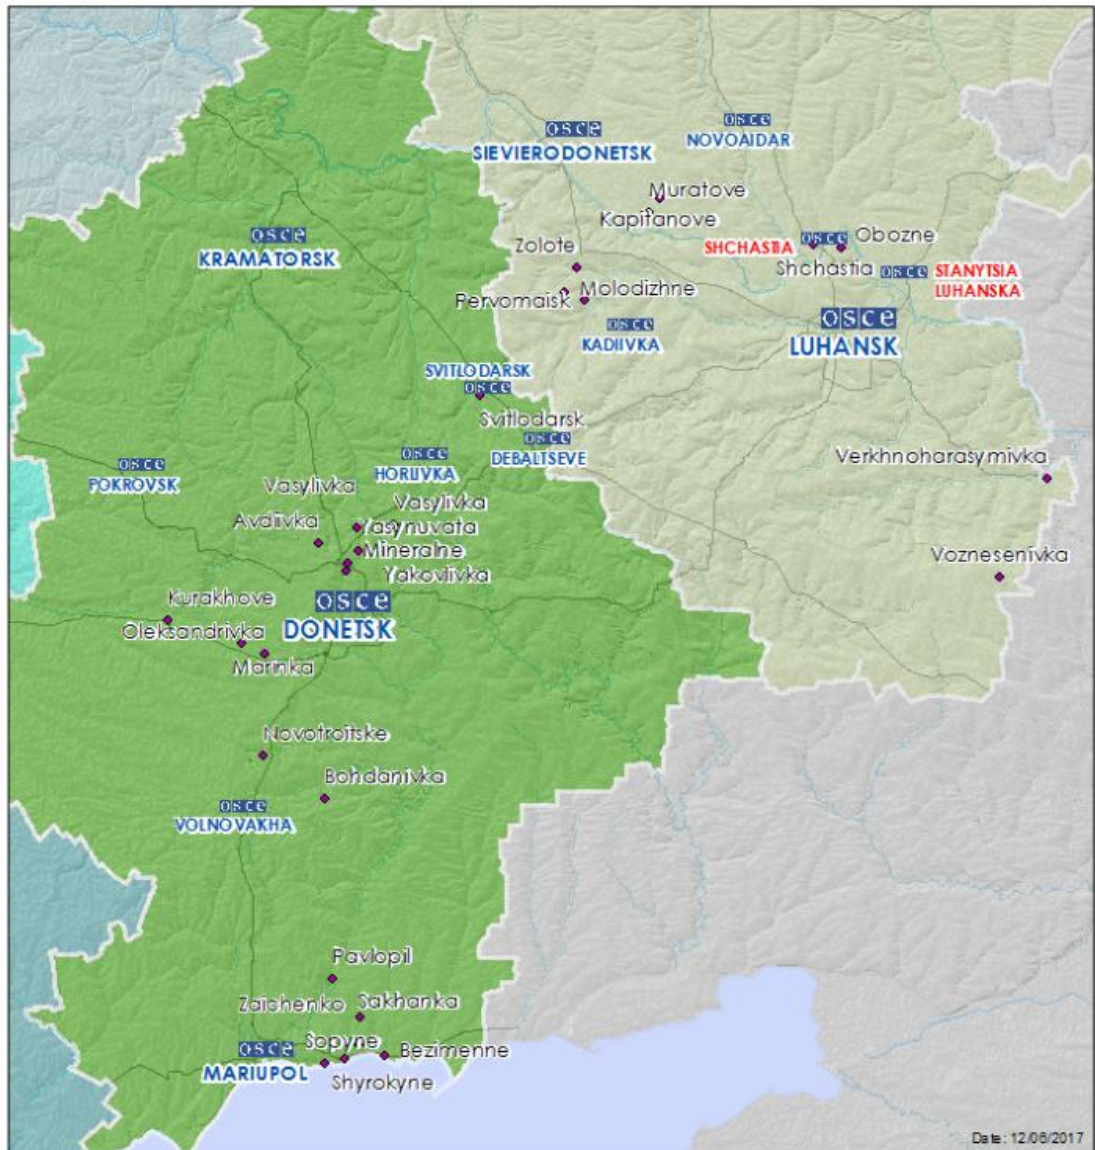 osce
SIEVIERODONETSK
osce
NOVOAIDAR
Muratove
Kapitanove
osce
KRAMATORSK
Zolote
SHCHASTIA
osce
Obozne
Shchastia
osce
STANYTSIA
LUHANSKA
Pervomaisk
Molodizhne
osce
KADIIVKA
osce
LUHANSK
SVITLODARSK
osce
Svitlodarsk
osce
DEBALTSEVE
osce
POKROVSK
osce
HORLIVKA
Verkhnoharasymivka
Vasylivka
Vasylivka
Avdiivka
Yasynuvata
Mineralne
Yakovlivka
Voznesenivka
Kurakhove
osce
DONETSK
Oleksandrivka
Marinka
Novotroitske
Bohdanivka
osce
VOLNOVAKHA
Pavlopil
Zaichenko
Sakhanka
Sopyne
osce
MARIUPOL
Bezimenne
Shyrokyne
Date: 12/06/2017